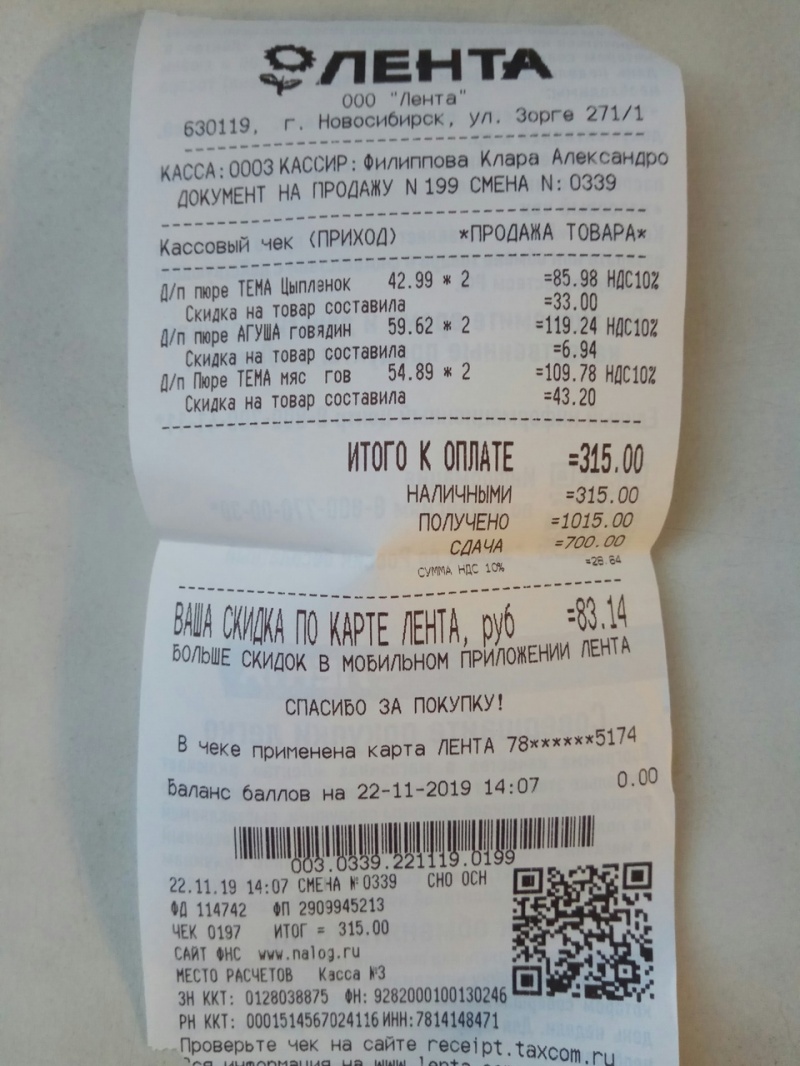 ЛЕНТА
ООО "Лента"
630119, г. Новосибирск, ул. Зорге 271/1
КАССА:0003 КАССИР: Филиппова Клара Александро
ДОКУМЕНТ НА ПРОДАЖУ N 199 СМЕНА N: 0339
Кассовый чек (ПРИХОД) *ПРОДАЖА ТОВАРА*
Д/п пюре ТЕМА Цыпленок 42.99 * 2 =85.98 НДС10%
Скидка на товар составила =33.00
Д/п пюре АГУША говядин 59.62 * 2 =119.24 НДС10%
Скидка на товар составила =6.94
Д/п Пюре ТЕМА мяс гов 54.89 * 2 =109.78 НДС10%
Скидка на товар составила =43.20
ИТОГО К ОПЛАТЕ =315.00
НАЛИЧНЫМИ =315.00
ПОЛУЧЕНО =1015.00
СДАЧА =700.00
СУММА НДС 10% =28.64
ВАША СКИДКА ПО КАРТЕ ЛЕНТА, руб =83.14
БОЛЬШЕ СКИДОК В МОБИЛЬНОМ ПРИЛОЖЕНИИ ЛЕНТА
СПАСИБО ЗА ПОКУПКУ!
В чеке применена карта ЛЕНТА 78******5174
Баланс баллов на 22-11-2019 14:07 0.00
003.0339.221119.0199
22.11.19 14:07 СМЕНА №0339 СНО ОСН
ФД 114742 ФП 2909945213
ЧЕК 0197 ИТОГ = 315.00
САЙТ ФНС www.nalog.ru
МЕСТО РАСЧЕТОВ Касса №3
ЗН ККТ: 0128038875 ФН: 9282000100130246
РН ККТ: 0001514567024116 ИНН:7814148471
Проверьте чек на сайте receipt.taxcom.ru
Вся информация на www.lenta.com